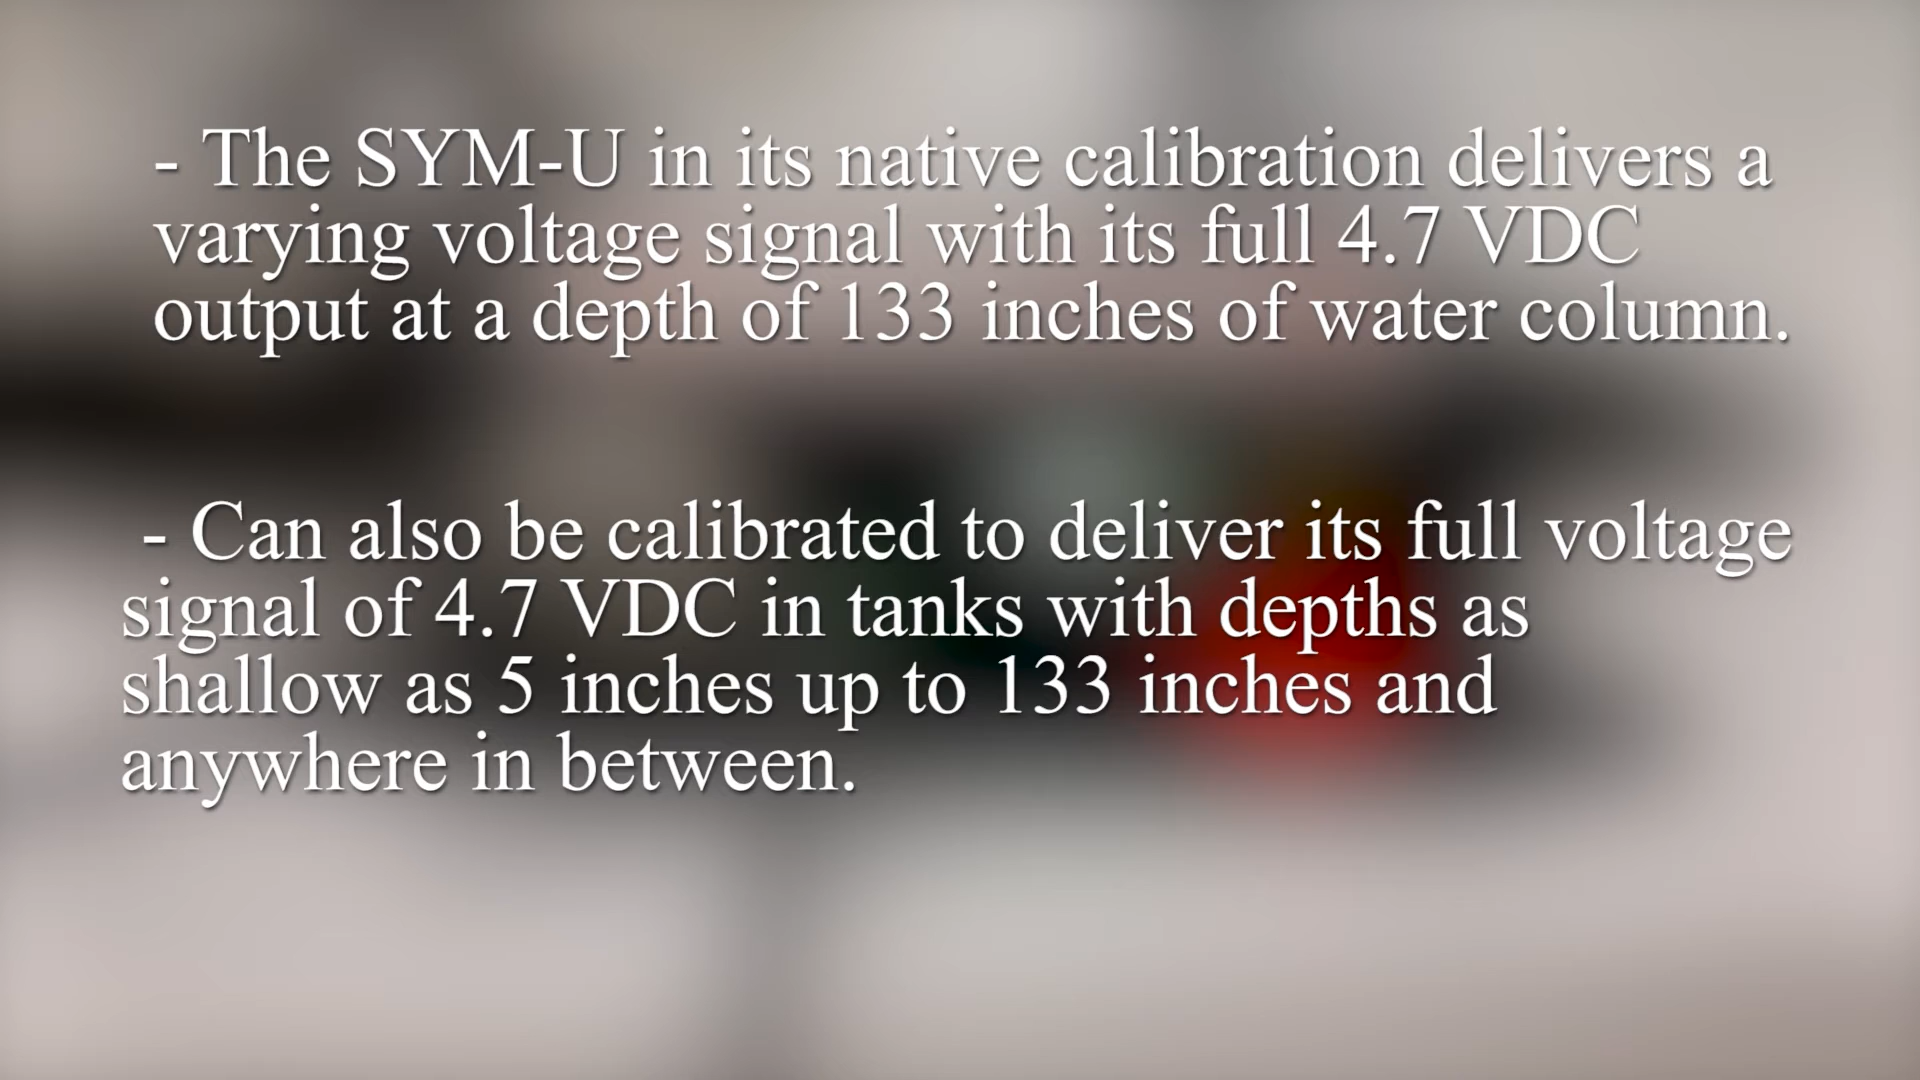 - The SYM-U in its native calibration delivers a
varying voltage signal with its full 4.7 VDC
output at a depth of 133 inches of water column.
- Can also be calibrated to deliver its full voltage
signal of 4.7 VDC in tanks with depths as
shallow as 5 inches up to 133 inches and
anywhere in between.